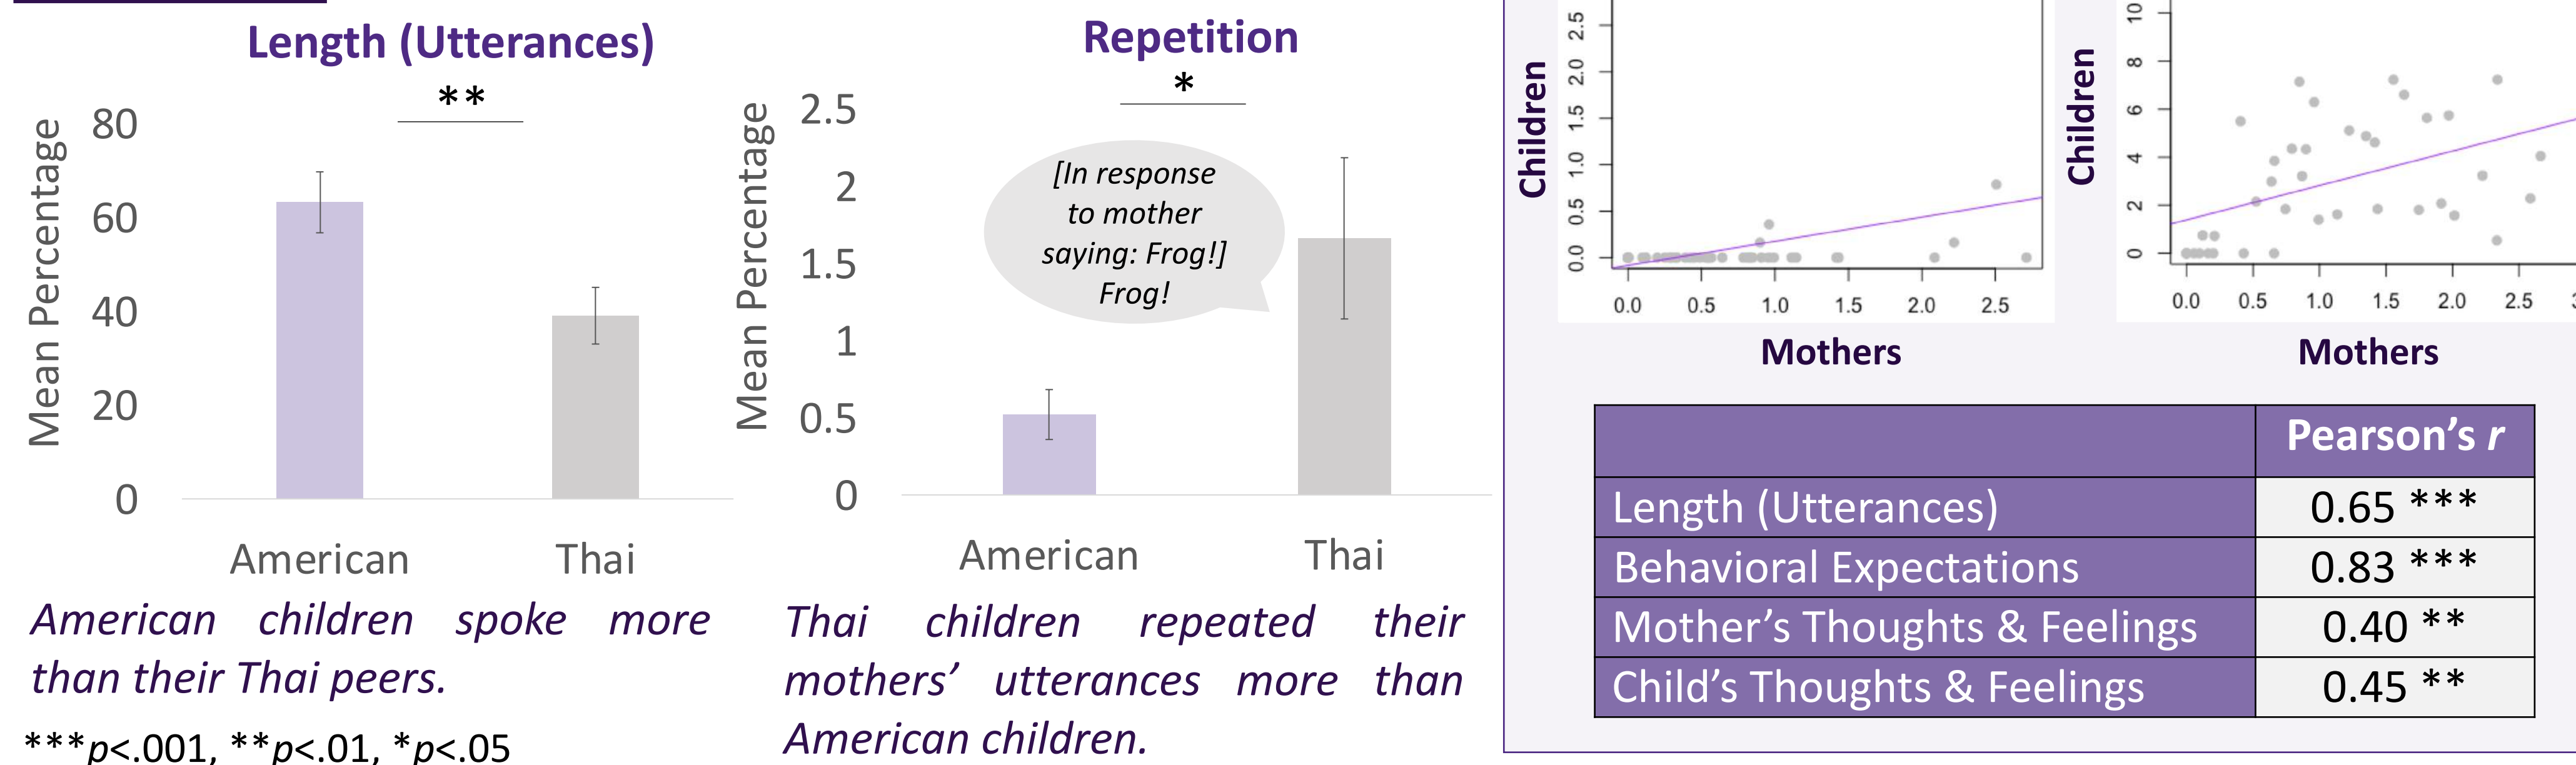 Length (Utterances)
**
Mean Percentage
80
60
40
20
0
American Thai
American children spoke more
than their Thai peers.
***p<.001, **p<.01, *p<.05
Repetition
*
Mean Percentage
2.5
2
1.5
1
0.5
0
[In response
to mother
saying: Frog!]
Frog!
American Thai
Thai children repeated their
mothers’ utterances more than
American children.
Children
2.5
2.0
1.5
1.0
0.5
0.0
0.0 0.5 1.0 1.5 2.0 2.5
Mothers
Children
10
8
6
4
2
0
0.0 0.5 1.0 1.5 2.0 2.5
Mothers
Pearson’s r
Length (Utterances) 0.65 ***
Behavioral Expectations 0.83 ***
Mother’s Thoughts & Feelings 0.40 **
Child’s Thoughts & Feelings 0.45 **